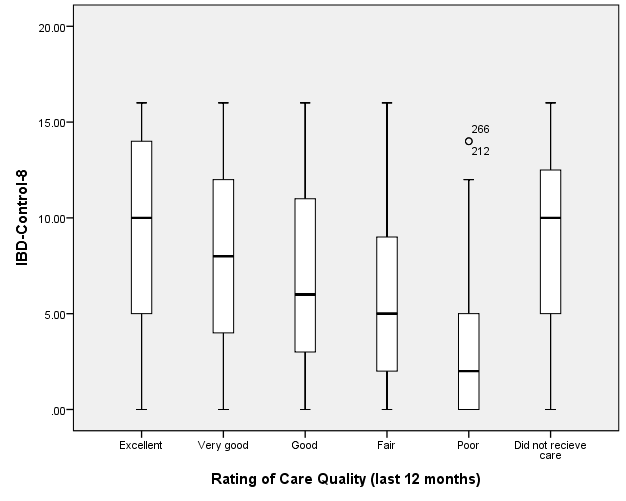 20.00
15.00
10.00
5.00
.00
IBD-Control-8
266
212
Excellent
Very good
Good
Fair
Poor
Did not recieve
care
Rating of Care Quality (last 12 months)